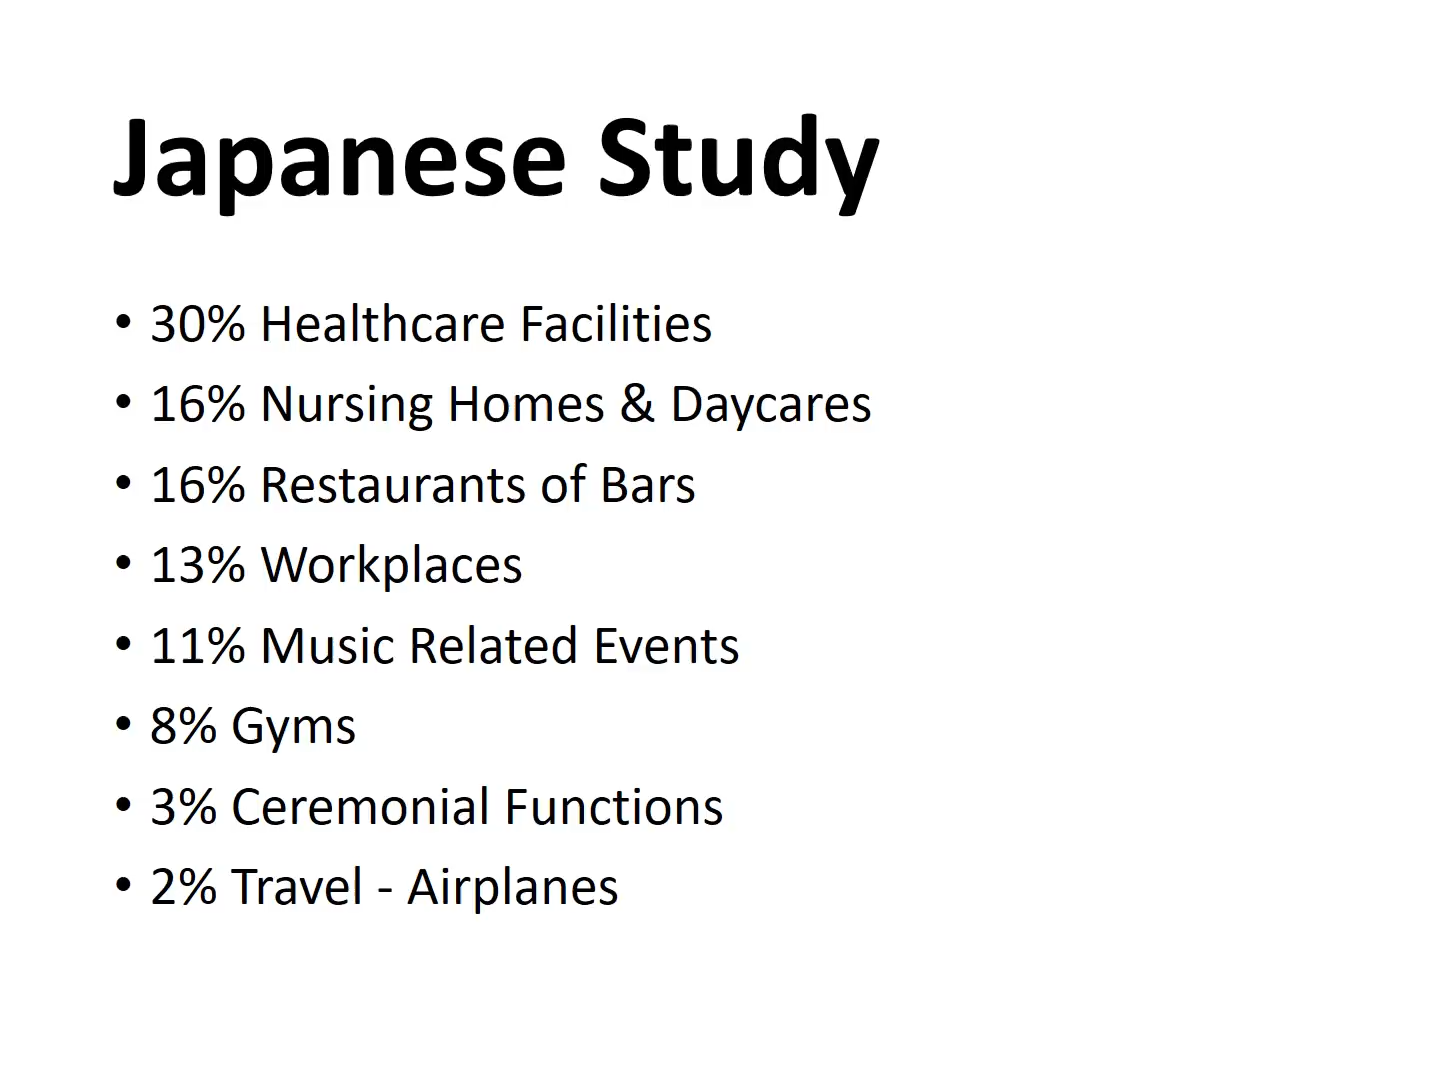 Japanese Study
• 30% Healthcare Facilities
• 16% Nursing Homes & Daycares
• 16% Restaurants of Bars
• 13% Workplaces
• 11% Music Related Events
• 8% Gyms
• 3% Ceremonial Functions
• 2% Travel - Airplanes